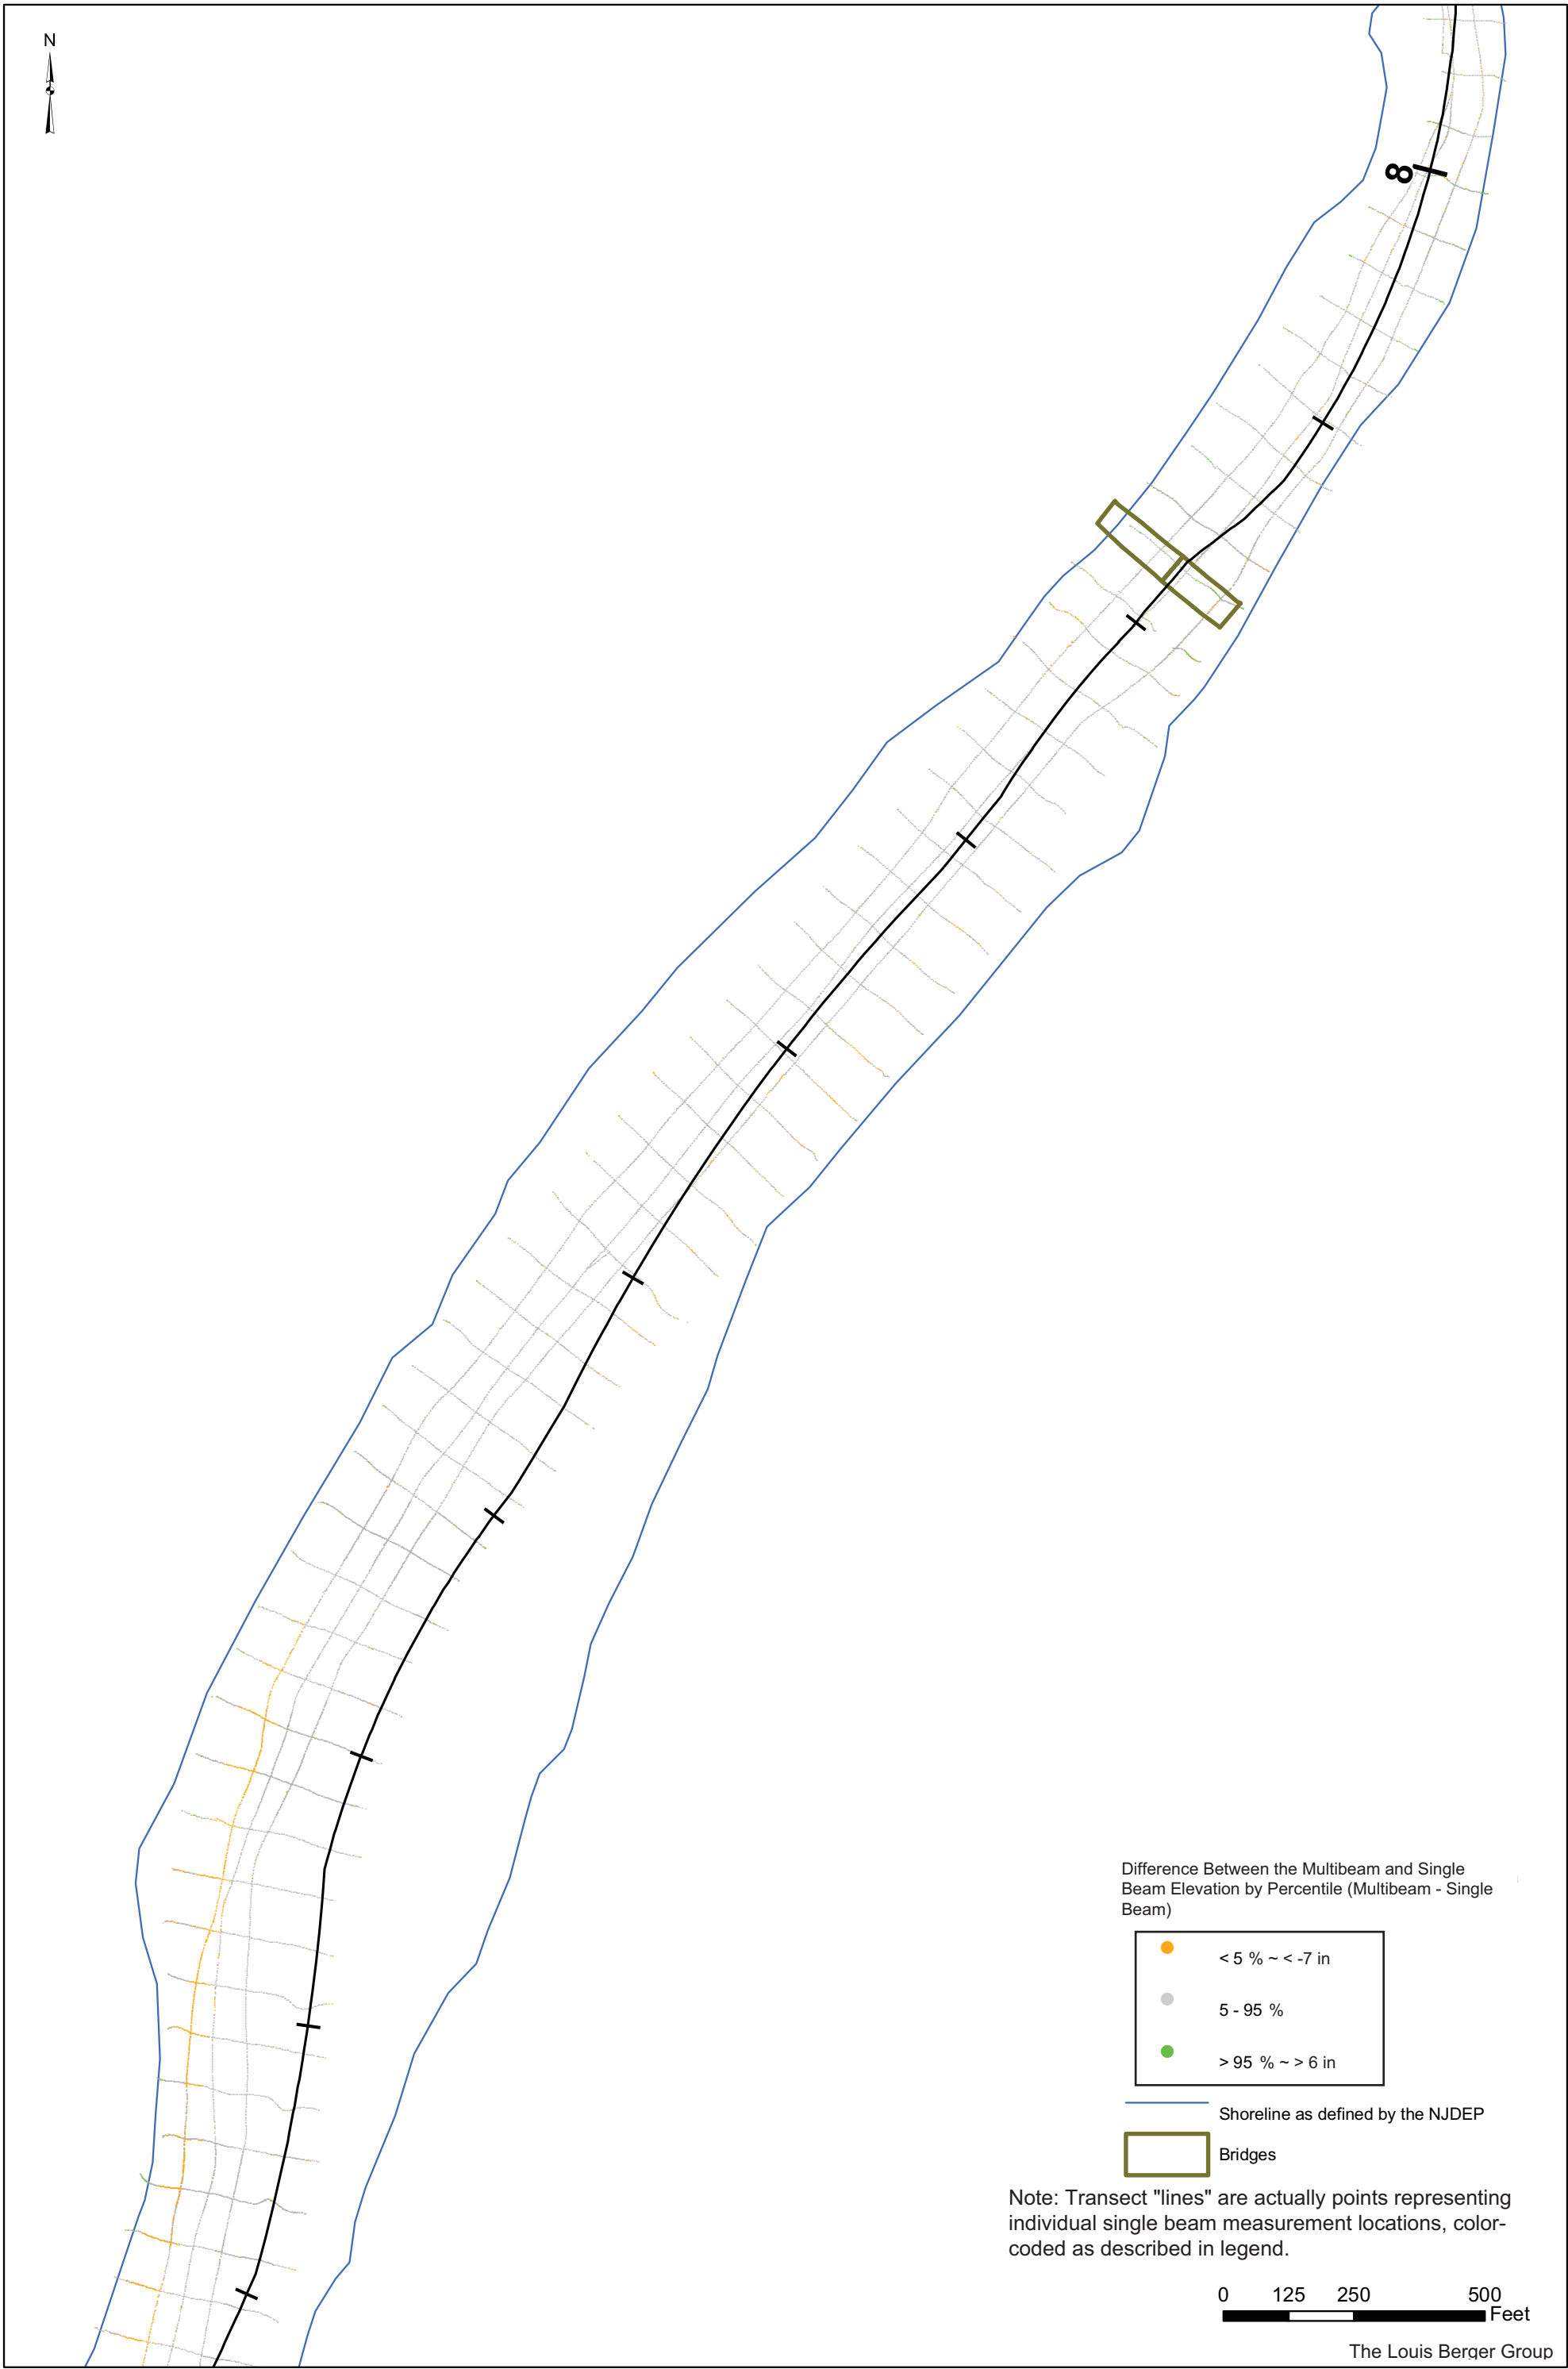 N
8
Difference Between the Multibeam and Single
Beam Elevation by Percentile (Multibeam - Single
Beam)
< 5 % ~ < -7 in
5 - 95 %
> 95 % ~ > 6 in
Shoreline as defined by the NJDEP
Bridges
Note: Transect "lines" are actually points representing
individual single beam measurement locations, color-
coded as described in legend.
0 125 250 500
Feet
The Louis Berger Group